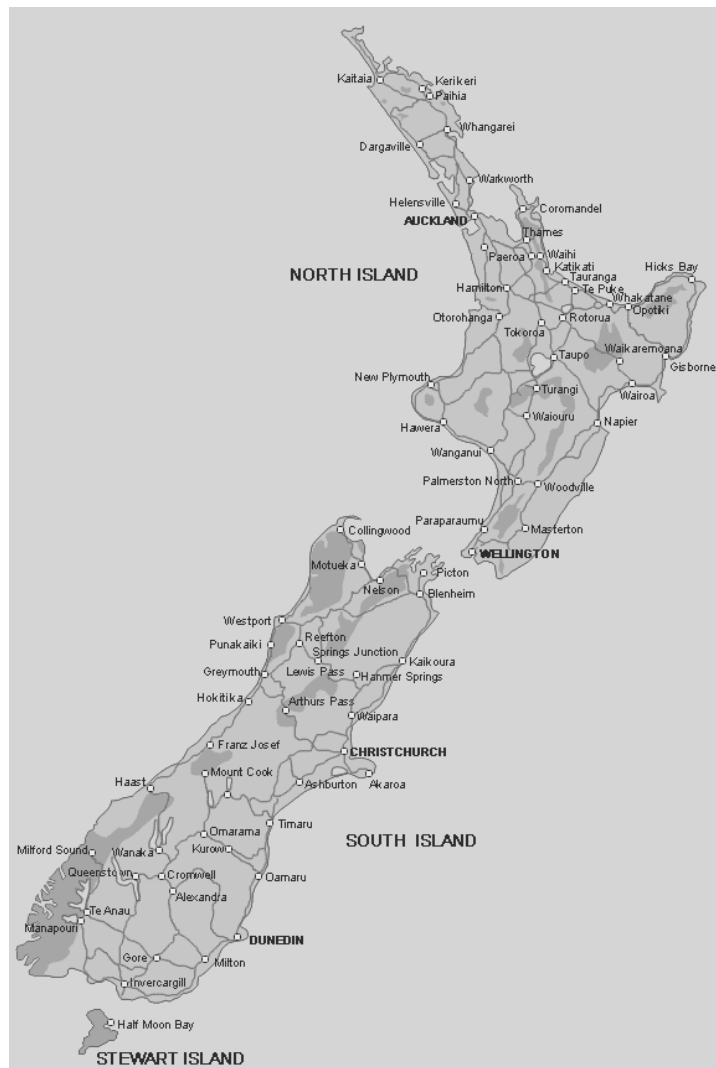 Kaitaia
Kerikeri
Paihia
Whangarei
Dargaville
Warkworth
Helensville
Coromandel
AUCKLAND
Thames
Paeroa
Waihi
Katikati
Hicks Bay
NORTH ISLAND
Tauranga
Hamilton
Te Puke
Whakatane
Opotiki
Otorohanga
Rotorua
Tokoroa
Taupo
Waikaremoana
Gisborne
New Plymouth
Turangi
Wairoa
Hawera
Waiouru
Napier
Wanganui
Palmerston North
Woodville
Paraparaumu
Masterton
Collingwood
WELLINGTON
Motueka
Picton
Nelson
Blenheim
Westport
Punakaiki
Reefton
Springs Junction
Kaikoura
Greymouth
Lewis Pass
Hanmer Springs
Hokitika
Arthurs Pass
Waipara
Franz Josef
CHRISTCHURCH
Mount Cook
Haast
Ashburton
Akaroa
Timaru
SOUTH ISLAND
Omarama
Milford Sound
Wanaka
Kurow
Queenstown
Cromwell
Oamaru
Alexandra
Te Anau
Manapouri
DUNEDIN
Gore
Milton
Invercargill
Half Moon Bay
STEWART ISLAND